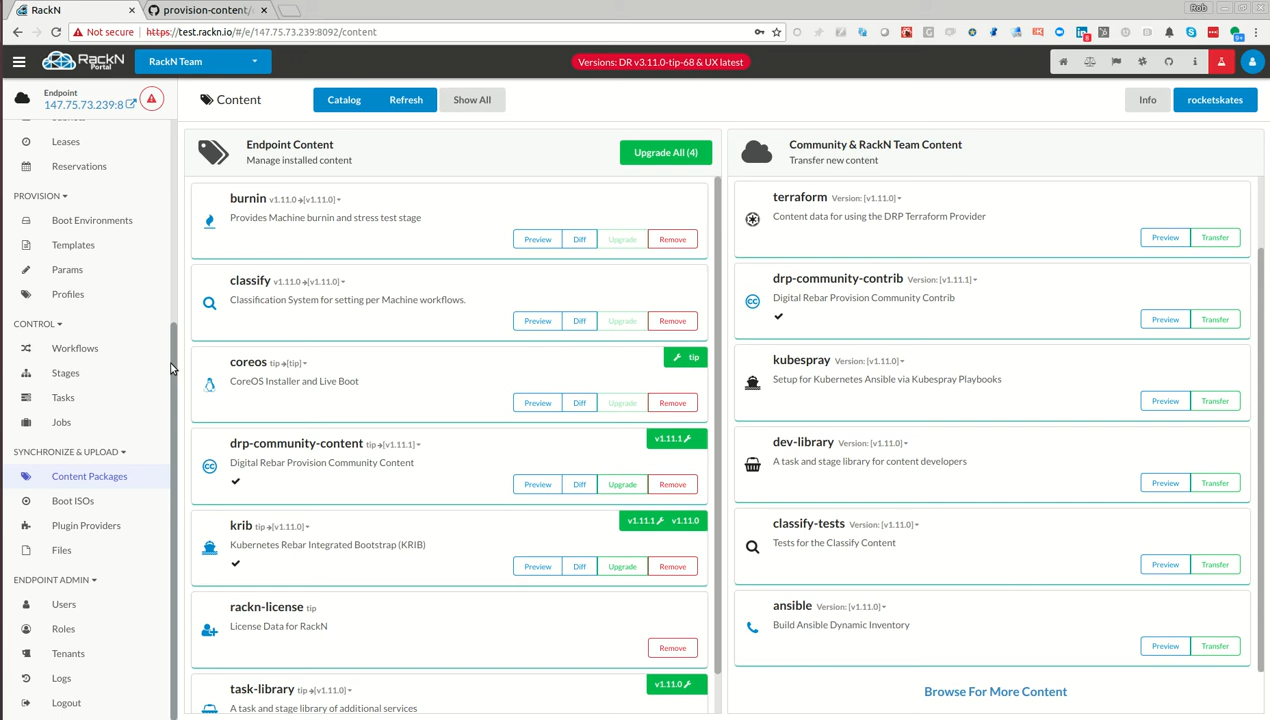 RackN
provision-content/
Rob
Not secure
https://test.rackn.io/#/e/147.75.73.239:8092/content
RackN
Portal
RackN Team
Versions: DR v3.11.0-tip-68 & UX latest
Endpoint
147.75.73.239:8
Content
Catalog
Refresh
Show All
Info
rocketskates
Leases
Reservations
PROVISION
Boot Environments
Templates
Params
Profiles
CONTROL
Workflows
Stages
Tasks
Jobs
SYNCHRONIZE & UPLOAD
Content Packages
Boot ISOs
Plugin Providers
Files
ENDPOINT ADMIN
Users
Roles
Tenants
Logs
Logout
Endpoint Content
Manage installed content
Upgrade All (4)
burnin v1.11.0 →[v1.11.0]
Provides Machine burnin and stress test stage
Preview Diff Upgrade Remove
classify v1.11.0 →[v1.11.0]
Classification System for setting per Machine workflows.
Preview Diff Upgrade Remove
coreos tip →[tip]
tip
CoreOS Installer and Live Boot
Preview Diff Upgrade Remove
drp-community-content tip →[v1.11.1]
v1.11.1
Digital Rebar Provision Community Content
Preview Diff Upgrade Remove
krib tip →[v1.11.0]
v1.11.1 v1.11.0
Kubernetes Rebar Integrated Bootstrap (KRIB)
Preview Diff Upgrade Remove
rackn-license tip
License Data for RackN
Remove
task-library tip →[v1.11.0]
v1.11.0
A task and stage library of additional services
Community & RackN Team Content
Transfer new content
terraform Version: [v1.11.0]
Content data for using the DRP Terraform Provider
Preview Transfer
drp-community-contrib Version: [v1.11.1]
Digital Rebar Provision Community Contrib
Preview Transfer
kubespray Version: [v1.11.0]
Setup for Kubernetes Ansible via Kubespray Playbooks
Preview Transfer
dev-library Version: [v1.11.0]
A task and stage library for content developers
Preview Transfer
classify-tests Version: [v1.11.0]
Tests for the Classify Content
Preview Transfer
ansible Version: [v1.11.0]
Build Ansible Dynamic Inventory
Preview Transfer
Browse For More Content